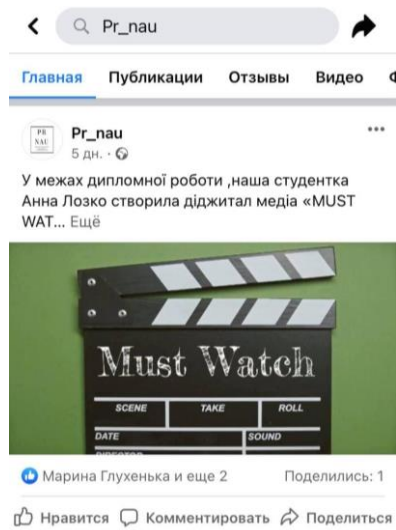 Pr_nau
Главная Публикации Отзывы Видео
PR
NAU
Pr_nau
5 дн.
У межах дипломної роботи ,наша студентка
Анна Лозко створила діджитал медіа «MUST
WAT... Ещё
Must Watch
SCENE TAKE ROLL
DATE SOUND
DIRECTOR
Марина Глухенька и еще 2 Поделились: 1
Нравится Комментировать Поделиться